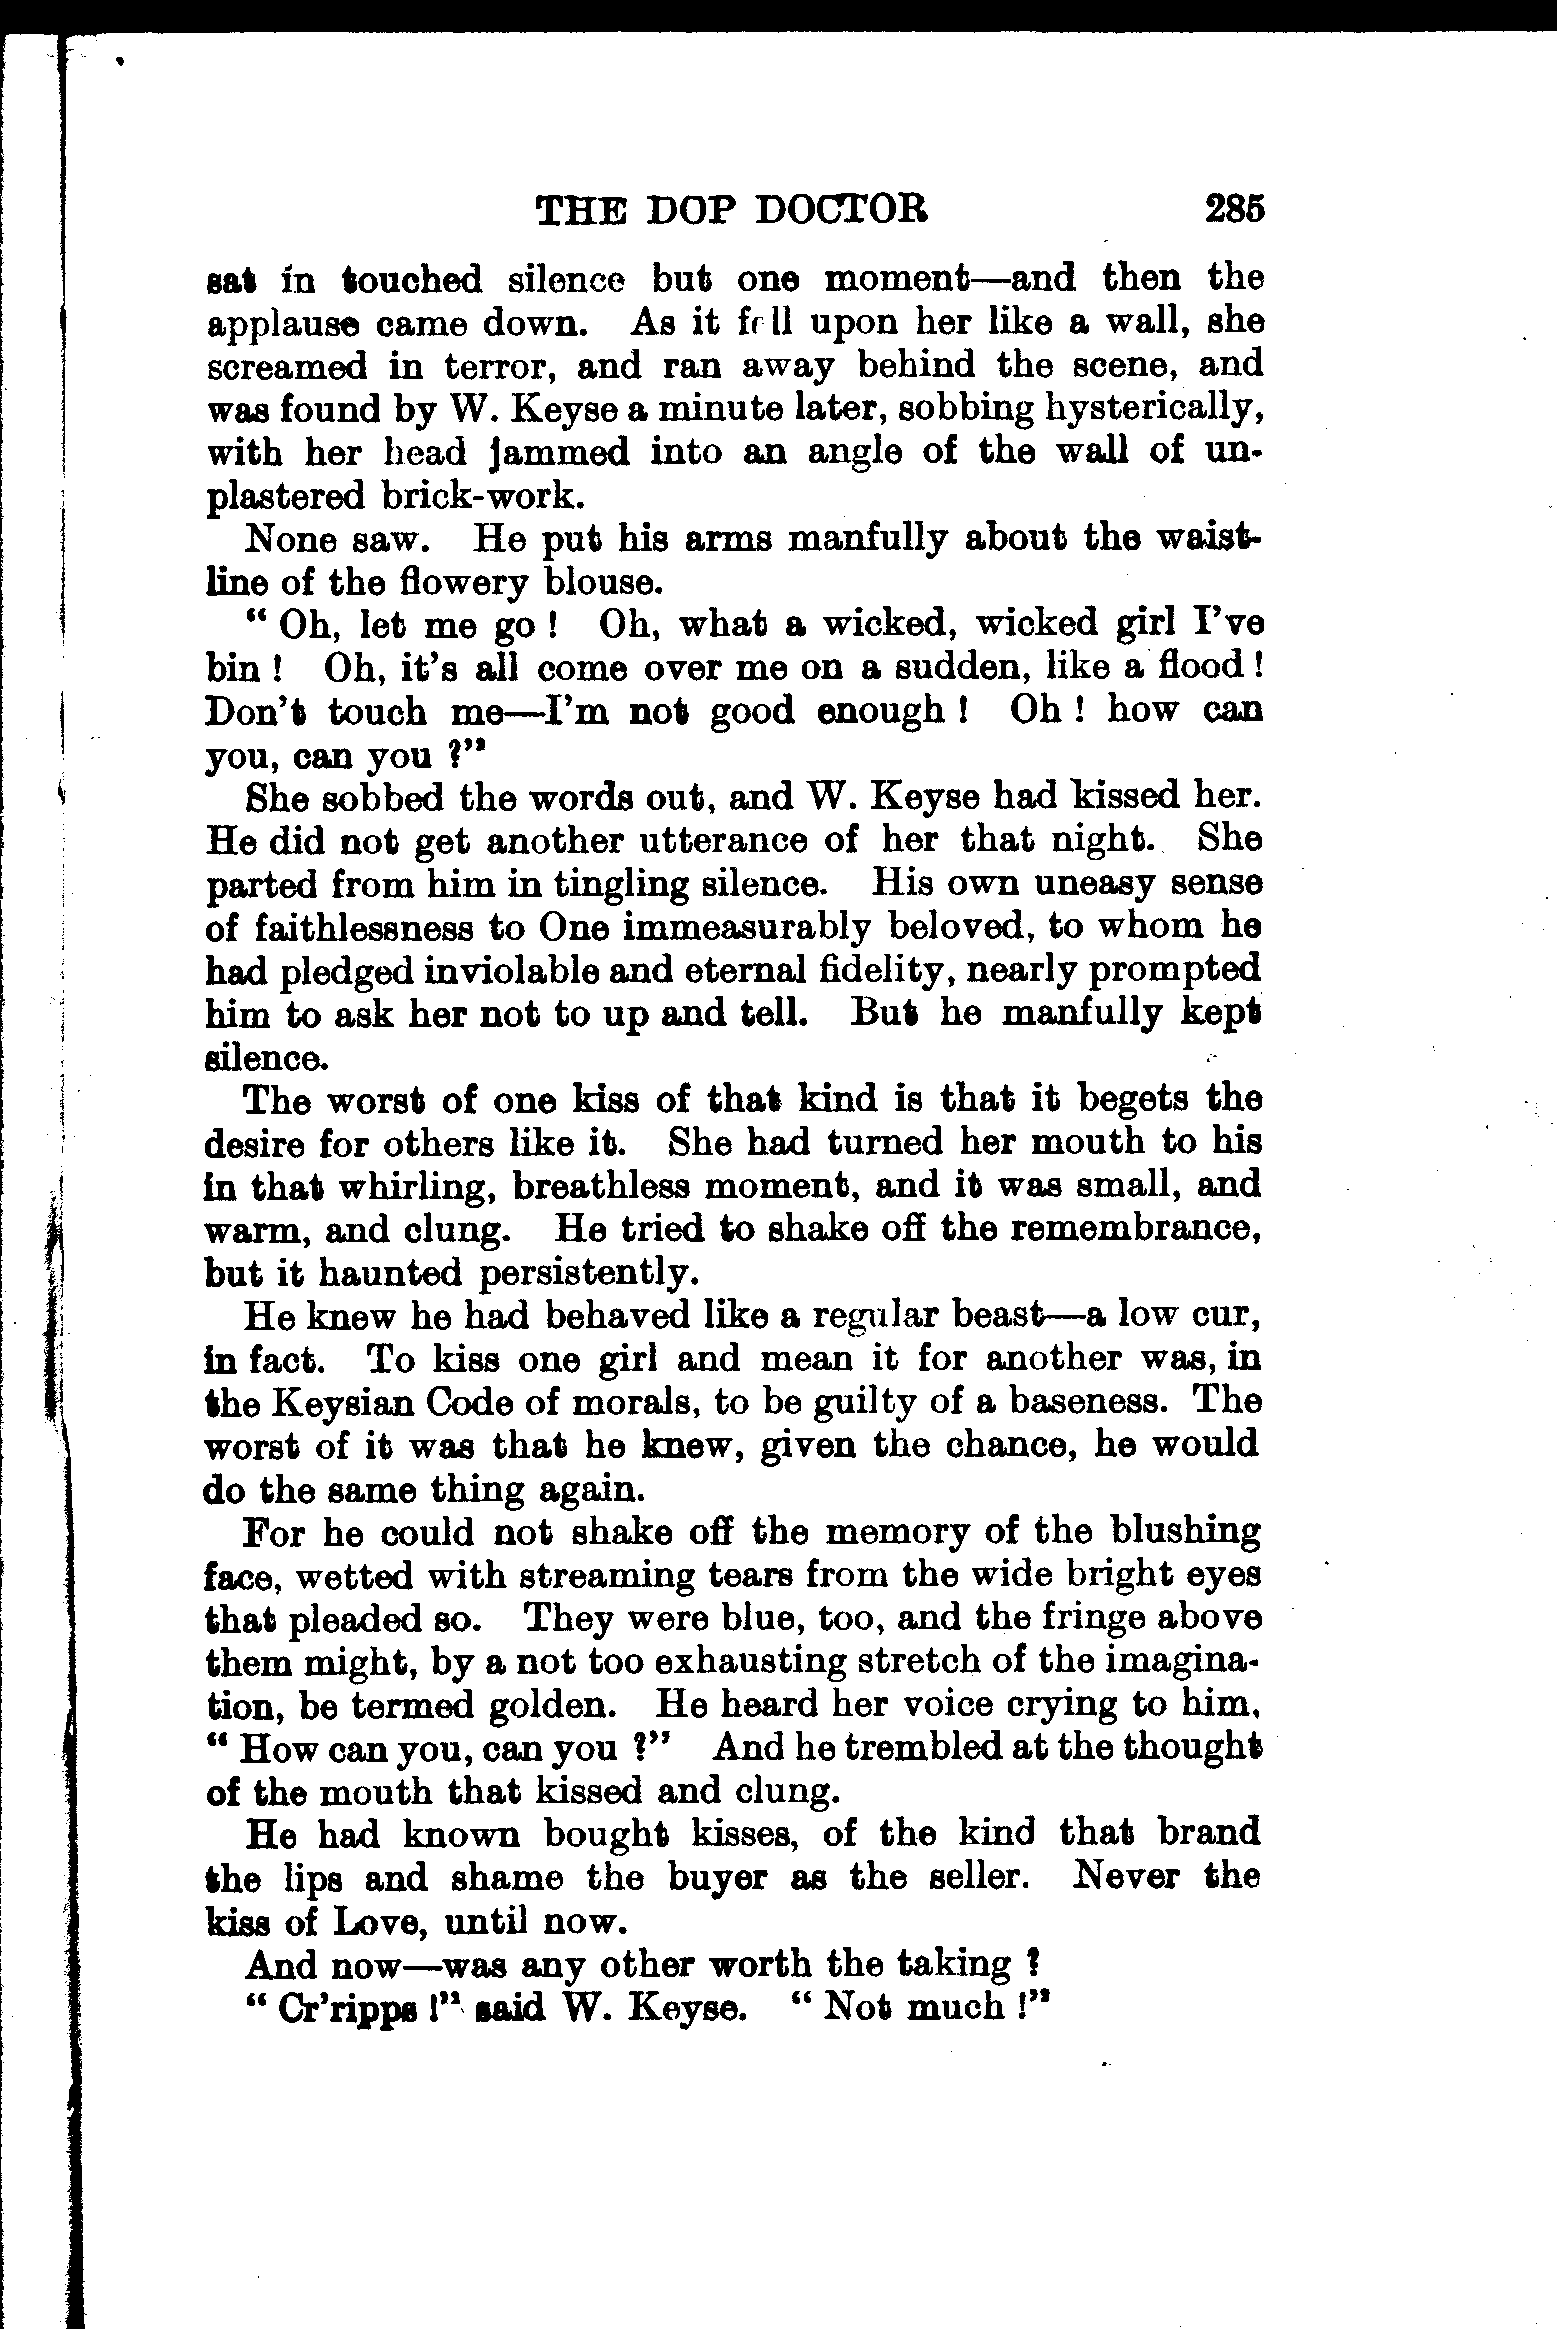 THE DOP DOCTOR 285
sat in touched silence but one moment—and then the
applause came down. As it fell upon her like a wall, she
screamed in terror, and ran away behind the scene, and
was found by W. Keyse a minute later, sobbing hysterically,
with her head jammed into an angle of the wall of un-
plastered brick-work.
None saw. He put his arms manfully about the waist-
line of the flowery blouse.
“ Oh, let me go ! Oh, what a wicked, wicked girl I’ve
bin ! Oh, it’s all come over me on a sudden, like a flood !
Don’t touch me—I’m not good enough ! Oh ! how can
you, can you ?”
She sobbed the words out, and W. Keyse had kissed her.
He did not get another utterance of her that night. She
parted from him in tingling silence. His own uneasy sense
of faithlessness to One immeasurably beloved, to whom he
had pledged inviolable and eternal fidelity, nearly prompted
him to ask her not to up and tell. But he manfully kept
silence.
The worst of one kiss of that kind is that it begets the
desire for others like it. She had turned her mouth to his
in that whirling, breathless moment, and it was small, and
warm, and clung. He tried to shake off the remembrance,
but it haunted persistently.
He knew he had behaved like a regular beast—a low cur,
in fact. To kiss one girl and mean it for another was, in
the Keysian Code of morals, to be guilty of a baseness. The
worst of it was that he knew, given the chance, he would
do the same thing again.
For he could not shake off the memory of the blushing
face, wetted with streaming tears from the wide bright eyes
that pleaded so. They were blue, too, and the fringe above
them might, by a not too exhausting stretch of the imagina-
tion, be termed golden. He heard her voice crying to him,
“ How can you, can you ?” And he trembled at the thought
of the mouth that kissed and clung.
He had known bought kisses, of the kind that brand
the lips and shame the buyer as the seller. Never the
kiss of Love, until now.
And now—was any other worth the taking ?
“ Cr’ripps !” said W. Keyse. “ Not much !”